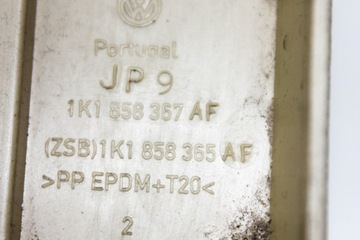 Portugal
JP 9
1K1 858 367 AF
(ZSB)1K1 858 365 AF
>PP EPDM+T20<
2